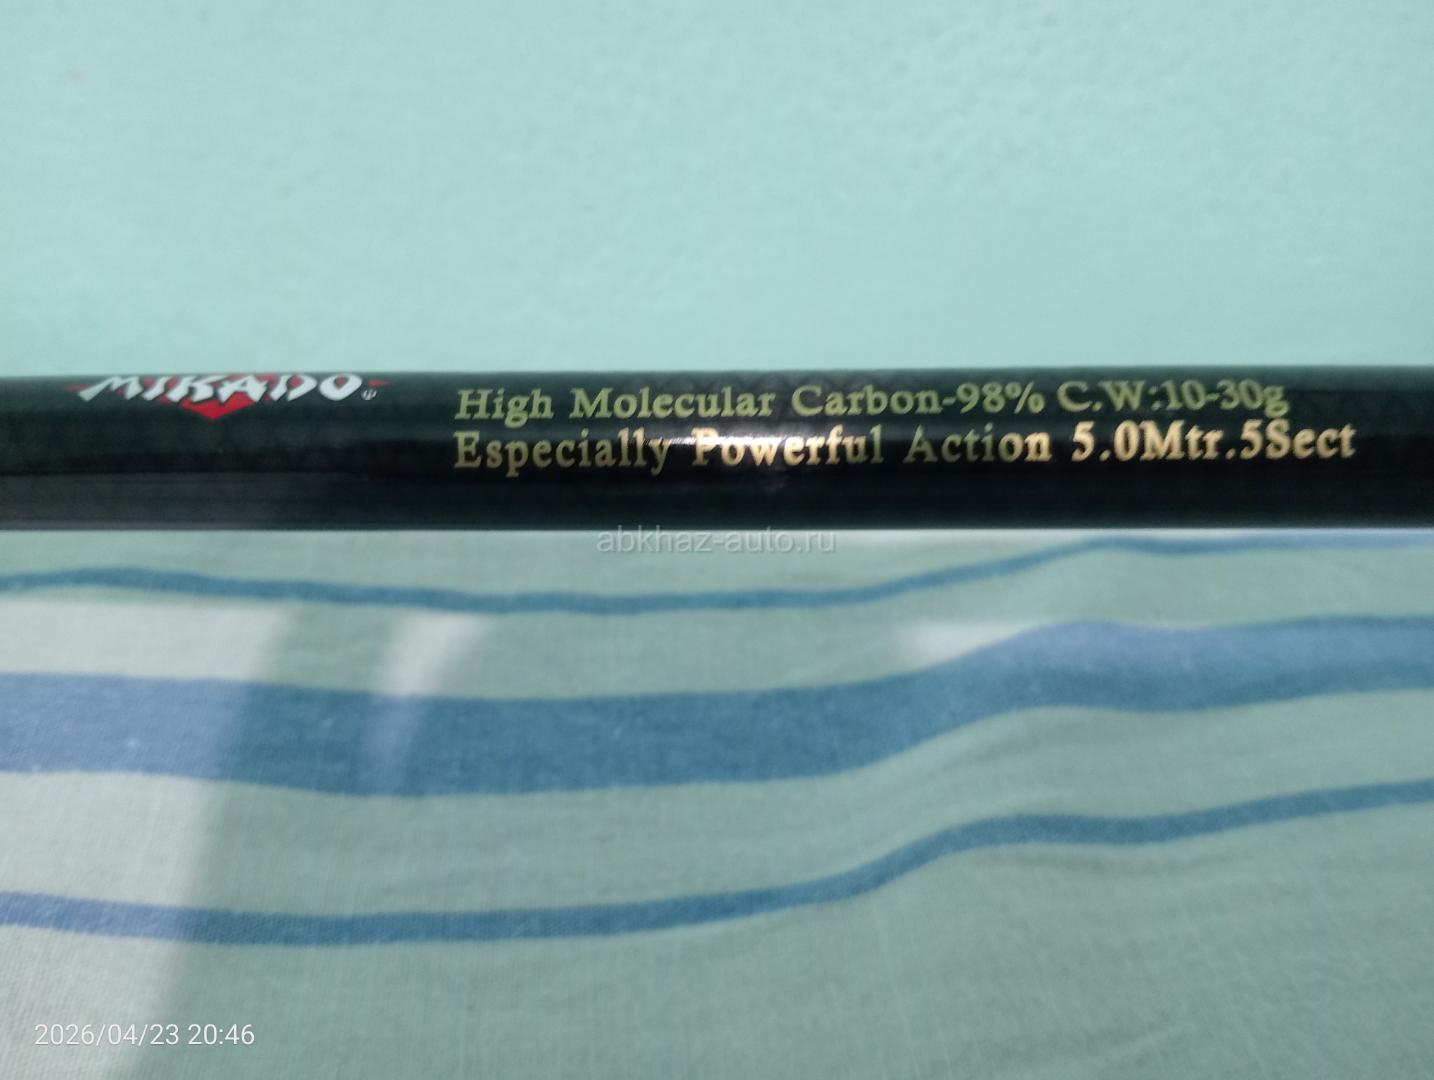 MIKADO®
High Molecular Carbon-98% C.W:10-30g
Especially Powerful Action 5.0Mtr.5Sect
abkhaz-auto.ru
2026/04/23 20:46